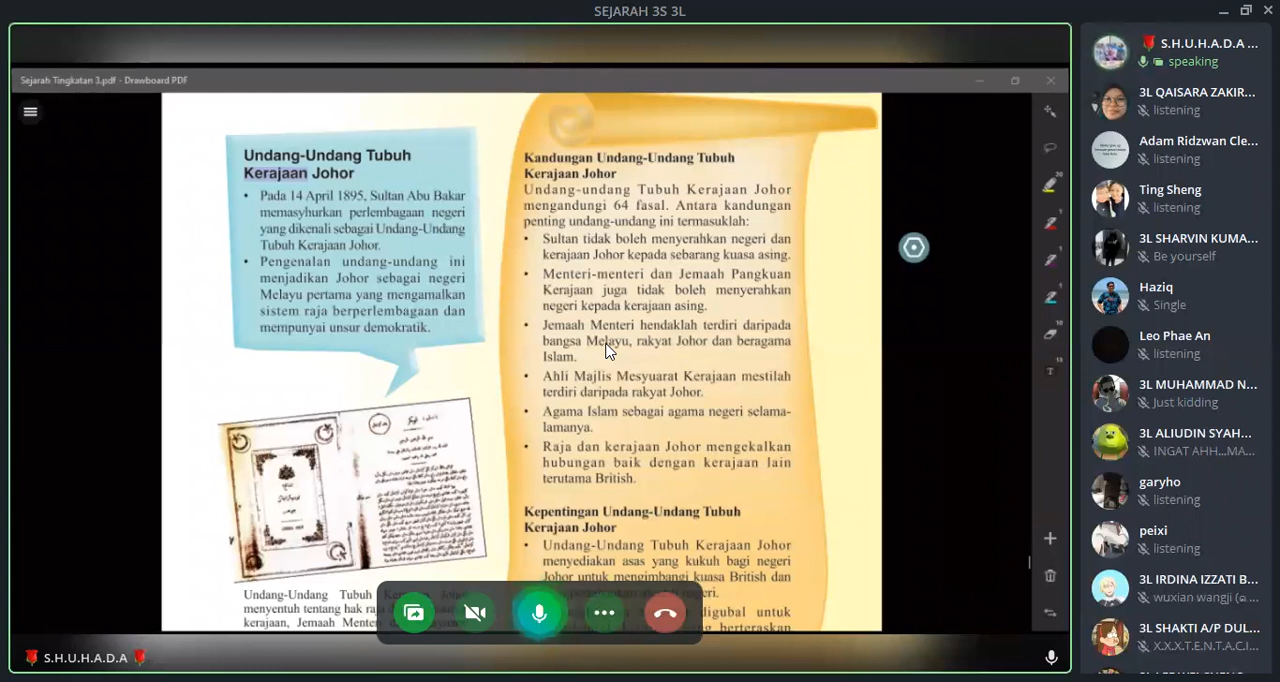 SEJARAH 3S 3L
Sejarah Tingkatan 3.pdf - Drawboard PDF
Undang-Undang Tubuh
Kerajaan Johor
• Pada 14 April 1895, Sultan Abu Bakar
memasyhurkan perlembagaan negeri
yang dikenali sebagai Undang-Undang
Tubuh Kerajaan Johor.
• Pengenalan undang-undang ini
menjadikan Johor sebagai negeri
Melayu pertama yang mengamalkan
sistem raja berperlembagaan dan
mempunyai unsur demokratik.
Undang-Undang Tubuh
menyentuh tentang hak raja
kerajaan, Jemaah Menteri
Kandungan Undang-Undang Tubuh
Kerajaan Johor
Undang-undang Tubuh Kerajaan Johor
mengandungi 64 fasal. Antara kandungan
penting undang-undang ini termasuklah:
• Sultan tidak boleh menyerahkan negeri dan
kerajaan Johor kepada sebarang kuasa asing.
• Menteri-menteri dan Jemaah Pangkuan
Kerajaan juga tidak boleh menyerahkan
negeri kepada kerajaan asing.
• Jemaah Menteri hendaklah terdiri daripada
bangsa Melayu, rakyat Johor dan beragama
Islam.
• Ahli Majlis Mesyuarat Kerajaan mestilah
terdiri daripada rakyat Johor.
• Agama Islam sebagai agama negeri selama-
lamanya.
• Raja dan kerajaan Johor mengekalkan
hubungan baik dengan kerajaan lain
terutama British.
Kepentingan Undang-Undang Tubuh
Kerajaan Johor
• Undang-Undang Tubuh Kerajaan Johor
menyediakan asas yang kukuh bagi negeri
Johor untuk mengimbangi kuasa British dan
digubal untuk
berteraskan
S.H.U.H.A.D.A
S.H.U.H.A.D.A ...
speaking
3L QAISARA ZAKIR...
listening
Adam Ridzwan Cle...
listening
Ting Sheng
listening
3L SHARVIN KUMA...
Be yourself
Haziq
Single
Leo Phae An
listening
3L MUHAMMAD N...
Just kidding
3L ALIUDIN SYAH...
INGAT AHH...MA...
garyho
listening
peixi
listening
3L IRDINA IZZATI B...
wuxian wangji
3L SHAKTI A/P DUL...
X.X.X.T.E.N.T.A.C.I...